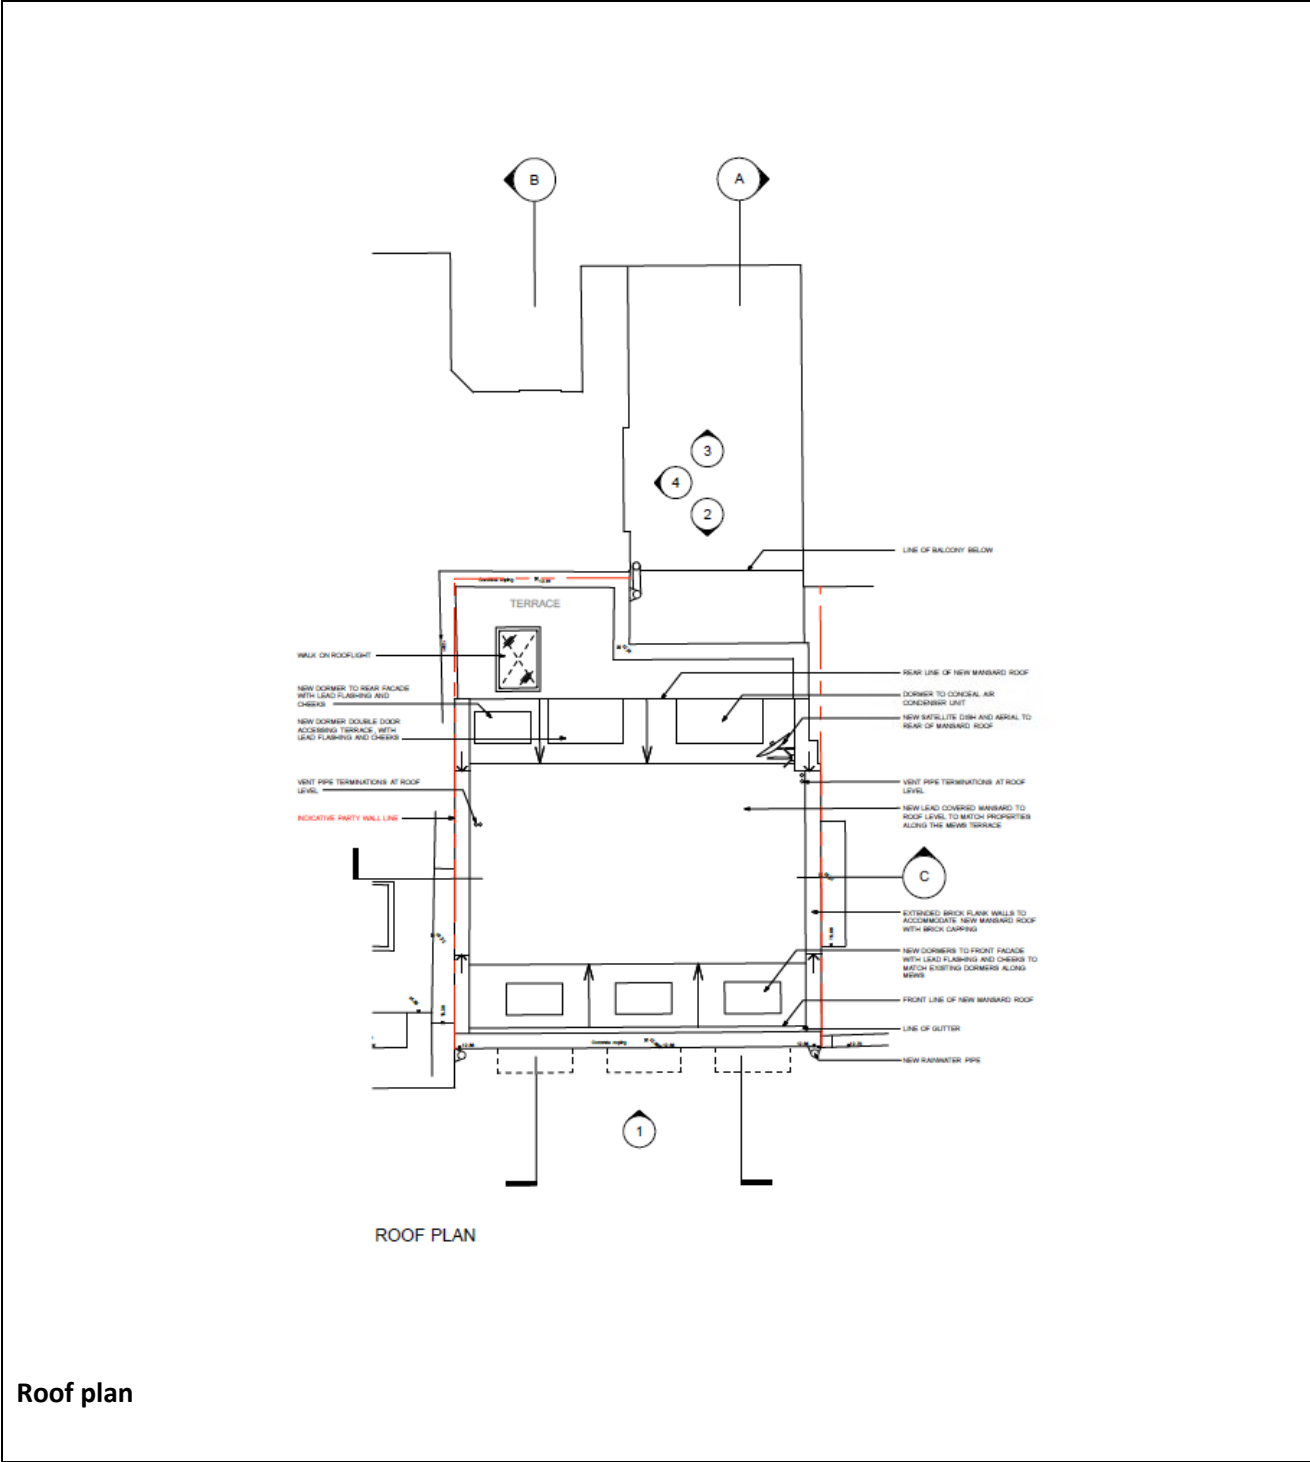 B
A
3
4
2
LINE OF BALCONY BELOW
TERRACE
WALK ON ROOFLIGHT
REAR LINE OF NEW MANSARD ROOF
NEW DORMER TO REAR FACADE
WITH LEAD FLASHING AND
CHEEKS
DORMER TO CONCEAL AIR
CONDENSER UNIT
NEW DORMER DOUBLE DOOR
ACCESSING TERRACE, WITH
LEAD FLASHING AND CHEEKS
NEW SATELLITE DISH AND AERIAL TO
REAR OF MANSARD ROOF
VENT PIPE TERMINATIONS AT ROOF
LEVEL
VENT PIPE TERMINATIONS AT ROOF
LEVEL
INDICATIVE PARTY WALL LINE
NEW LEAD COVERED MANSARD TO
ROOF LEVEL TO MATCH PROPERTIES
ALONG THE MEWS TERRACE
C
EXTENDED BRICK FLANK WALLS TO
ACCOMMODATE NEW MANSARD ROOF
WITH BRICK CAPPING
NEW DORMERS TO FRONT FACADE
WITH LEAD FLASHING AND CHEEKS TO
MATCH EXISTING DORMERS ALONG
MEWS
FRONT LINE OF NEW MANSARD ROOF
LINE OF GUTTER
NEW RAINWATER PIPE
1
ROOF PLAN
Roof plan